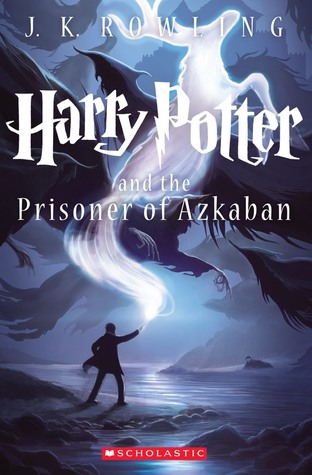 J. K. ROWLING
Harry Potter
and the
Prisoner of Azkaban
SCHOLASTIC